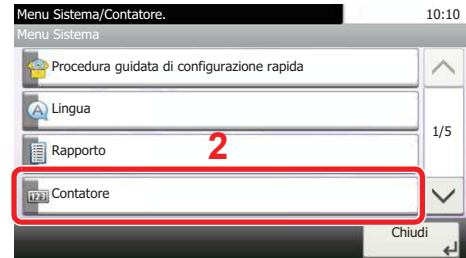 Menu Sistema/Contatore. 10:10
Menu Sistema
Procedura guidata di configurazione rapida
Lingua
1/5
Rapporto
2
Contatore
Chiudi